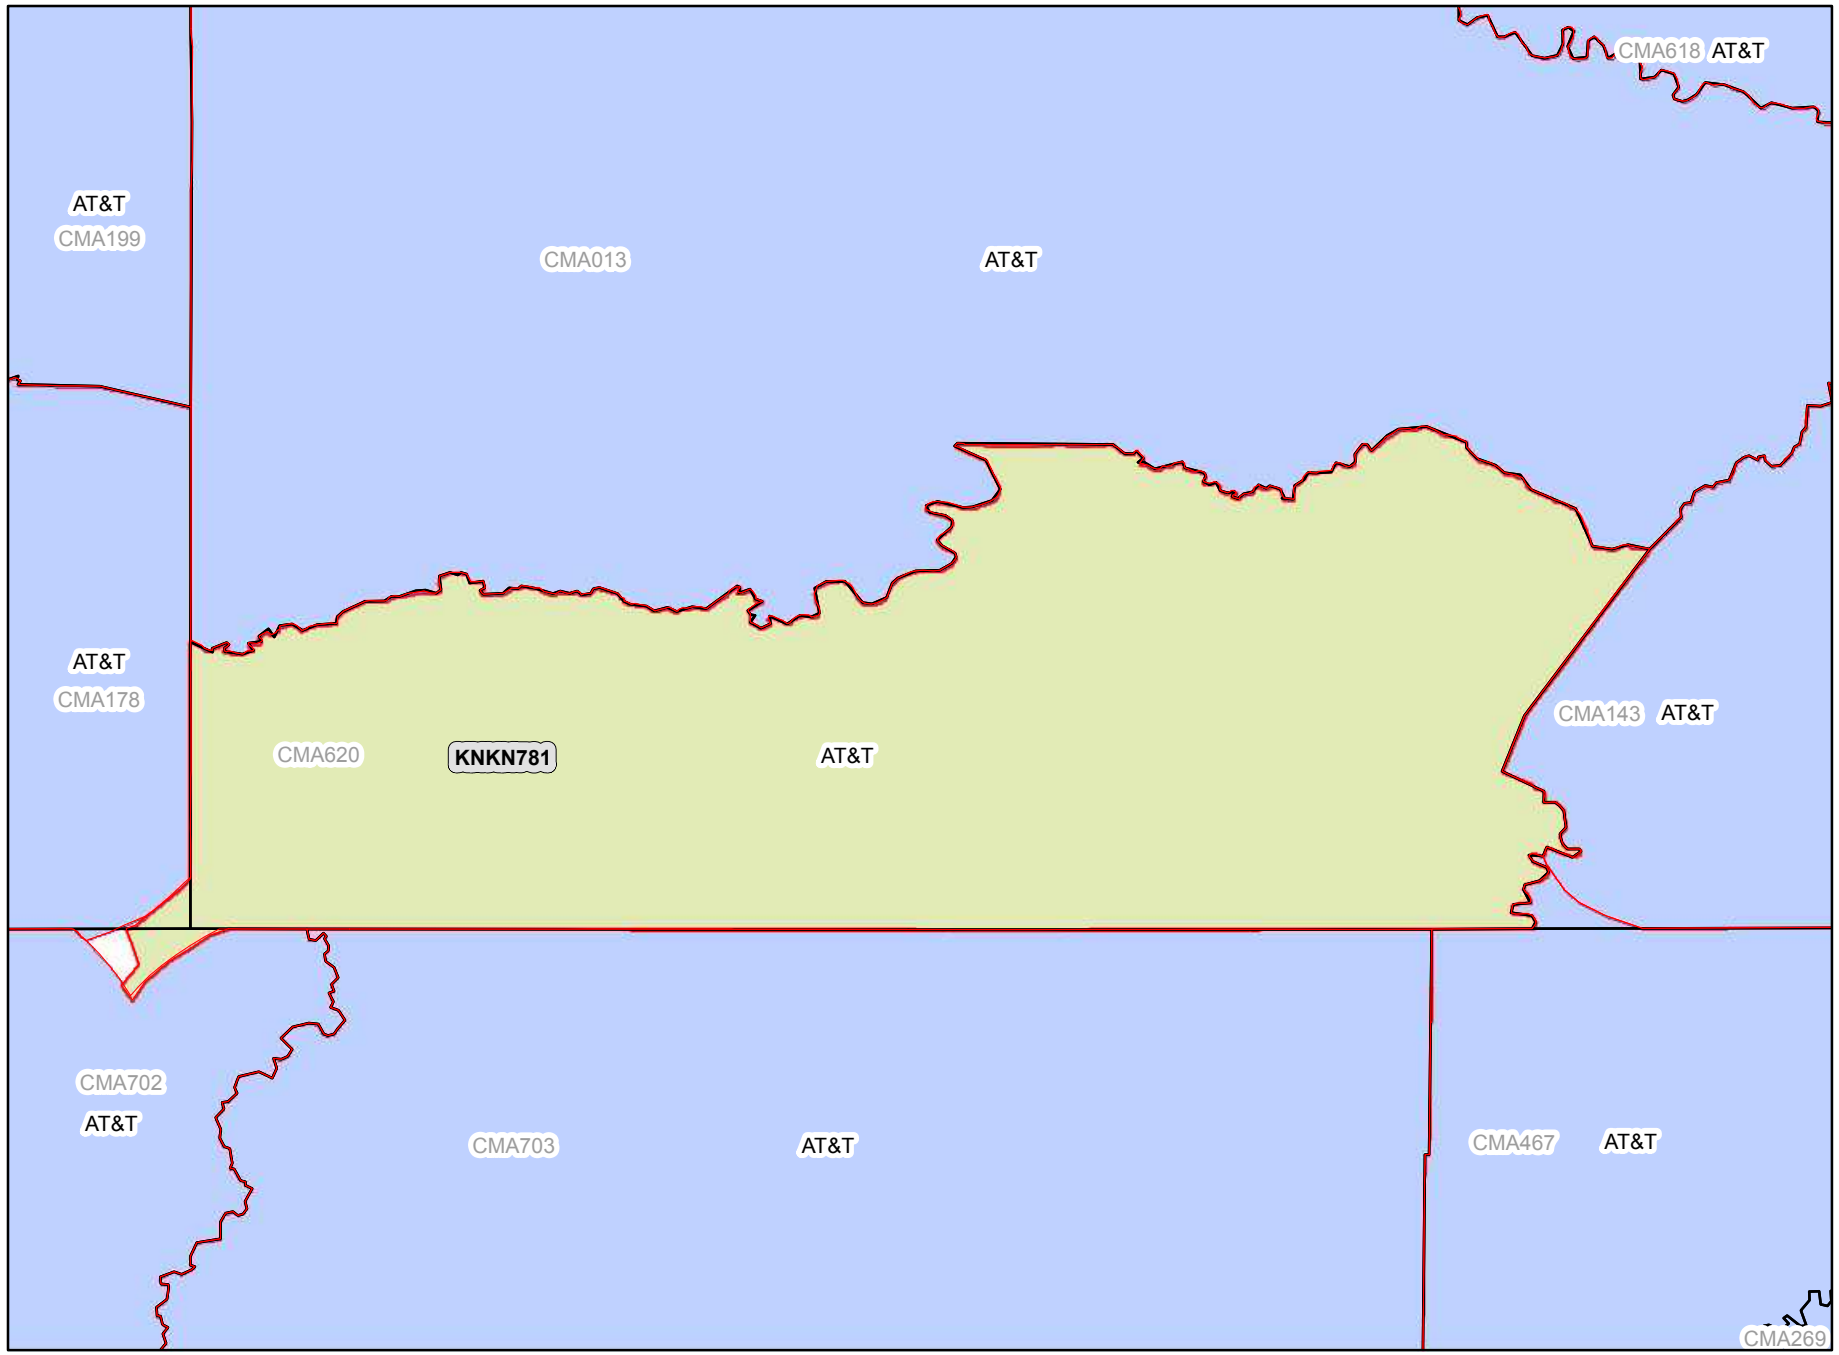 CMA618 AT&T
AT&T
CMA199
CMA013 AT&T
AT&T
CMA178
CMA143 AT&T
CMA620 KNKN781 AT&T
CMA702
AT&T
CMA703 AT&T
CMA467 AT&T
CMA269